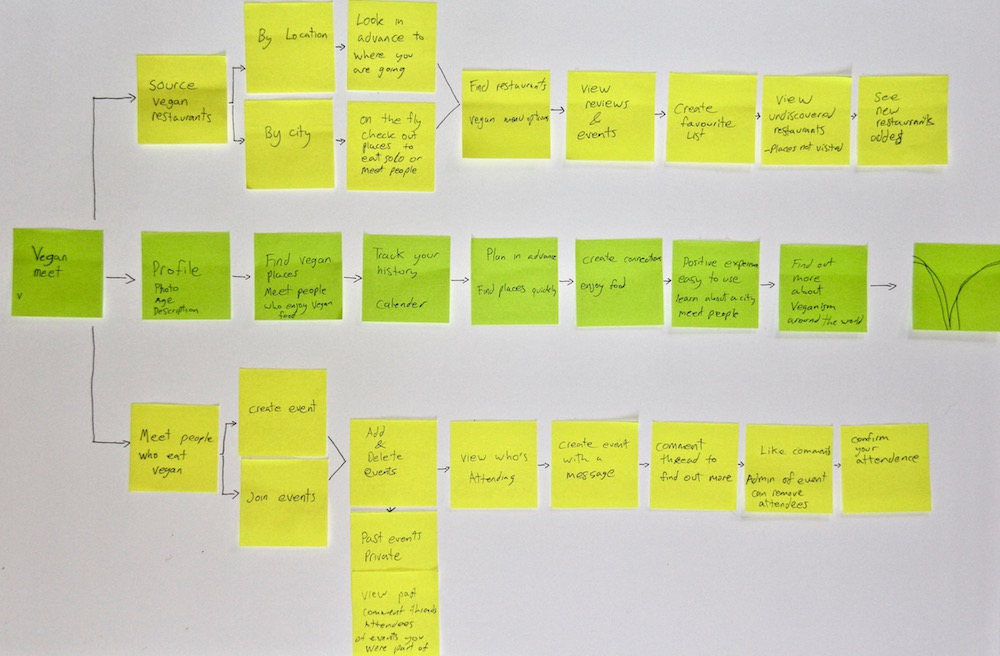 Source
vegan
restaurants
By Location
Look in
advance to
where you
are going
By city
on the fly
check out
places to
eat solo or
meet people
Find restaurants
vegan options
View
reviews
&
events
Create
favourite
List
View
undiscovered
restaurants
-Places not visited
See
new
restaurants
added
Vegan
meet
v
Profile
Photo
Age
Description
Find vegan
places
Meet people
who enjoy vegan
food
Track your
history
Calender
Plan in advance
Find places quickly
create connections
enjoy food
Positive experience
easy to use
learn about a city
meet people
Find out
more
about
Veganism
around the world
Meet people
who eat
vegan
create event
Join events
Add
&
Delete
events
View who's
Attending
create event
with a
message
comment
thread to
find out more
Like comments
Admin of event
can remove
attendees
confirm
your
attendence
Past events
Private
View past
comment threads
Attendees
of events you
were part of